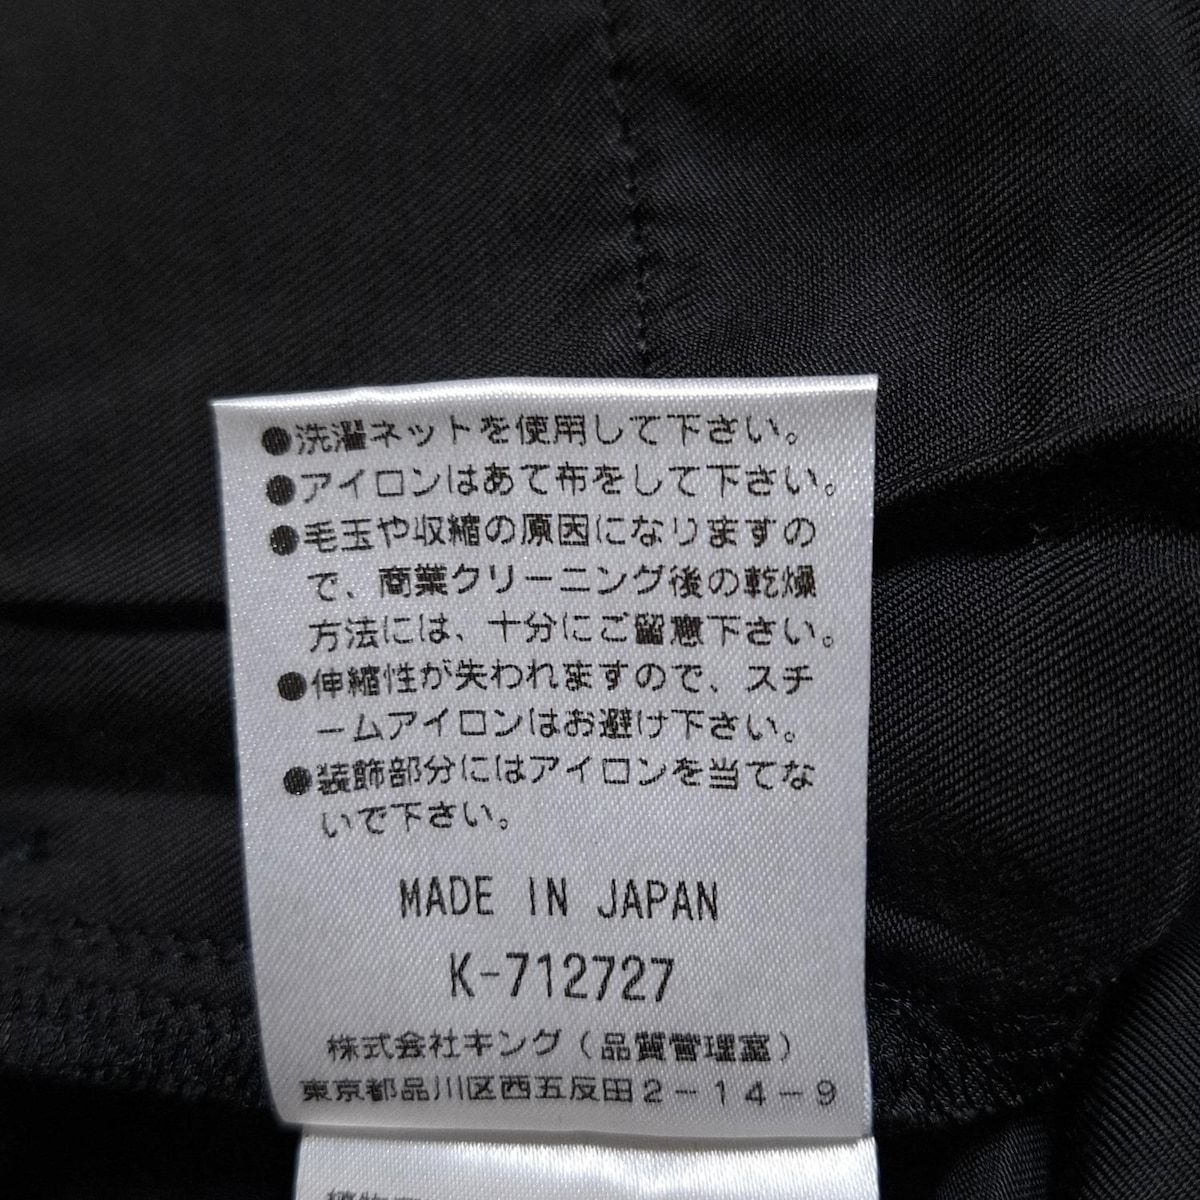 ●洗濯ネットを使用して下さい。
●アイロンはあて布をして下さい。
●毛玉や収縮の原因になりますの
で、商業クリーニング後の乾燥
方法には、十分にご留意下さい。
●伸縮性が失われますので、スチ
ームアイロンはお避け下さい。
●装飾部分にはアイロンを当てな
いで下さい。
MADE IN JAPAN
K-712727
株式会社キング(品質管理室)
東京都品川区西五反田2-14-9